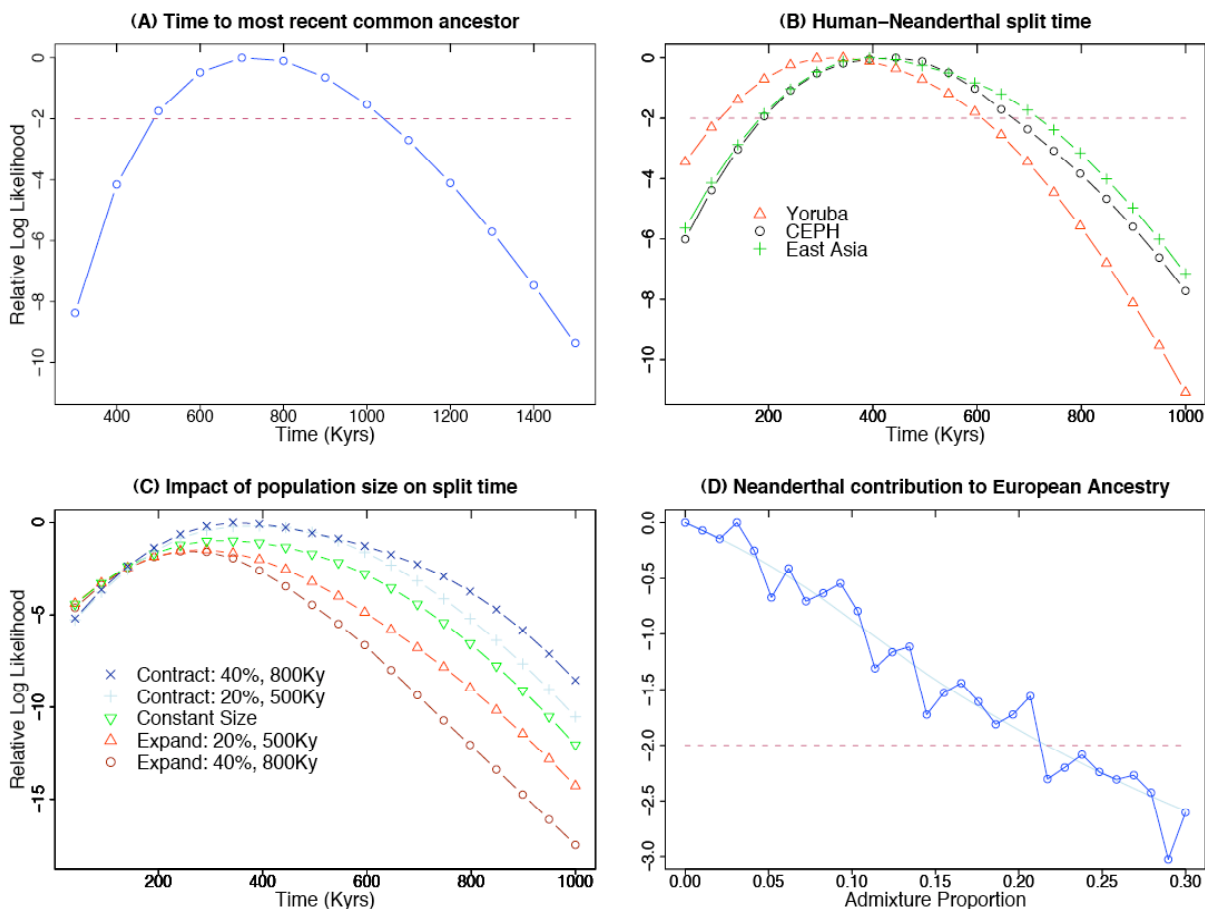 (A) Time to most recent common ancestor
Relative Log Likelihood
0
-2
-4
-6
-8
-10
400 600 800 1000 1200 1400
Time (Kyrs)
(B) Human−Neanderthal split time
0
-2
-4
-6
-8
-10
Yoruba
CEPH
East Asia
200 400 600 800 1000
Time (Kyrs)
(C) Impact of population size on split time
Relative Log Likelihood
0
-5
-10
-15
Contract: 40%, 800Ky
Contract: 20%, 500Ky
Constant Size
Expand: 20%, 500Ky
Expand: 40%, 800Ky
200 400 600 800 1000
Time (Kyrs)
(D) Neanderthal contribution to European Ancestry
0.0
-0.5
-1.0
-1.5
-2.0
-2.5
-3.0
0.00 0.05 0.10 0.15 0.20 0.25 0.30
Admixture Proportion